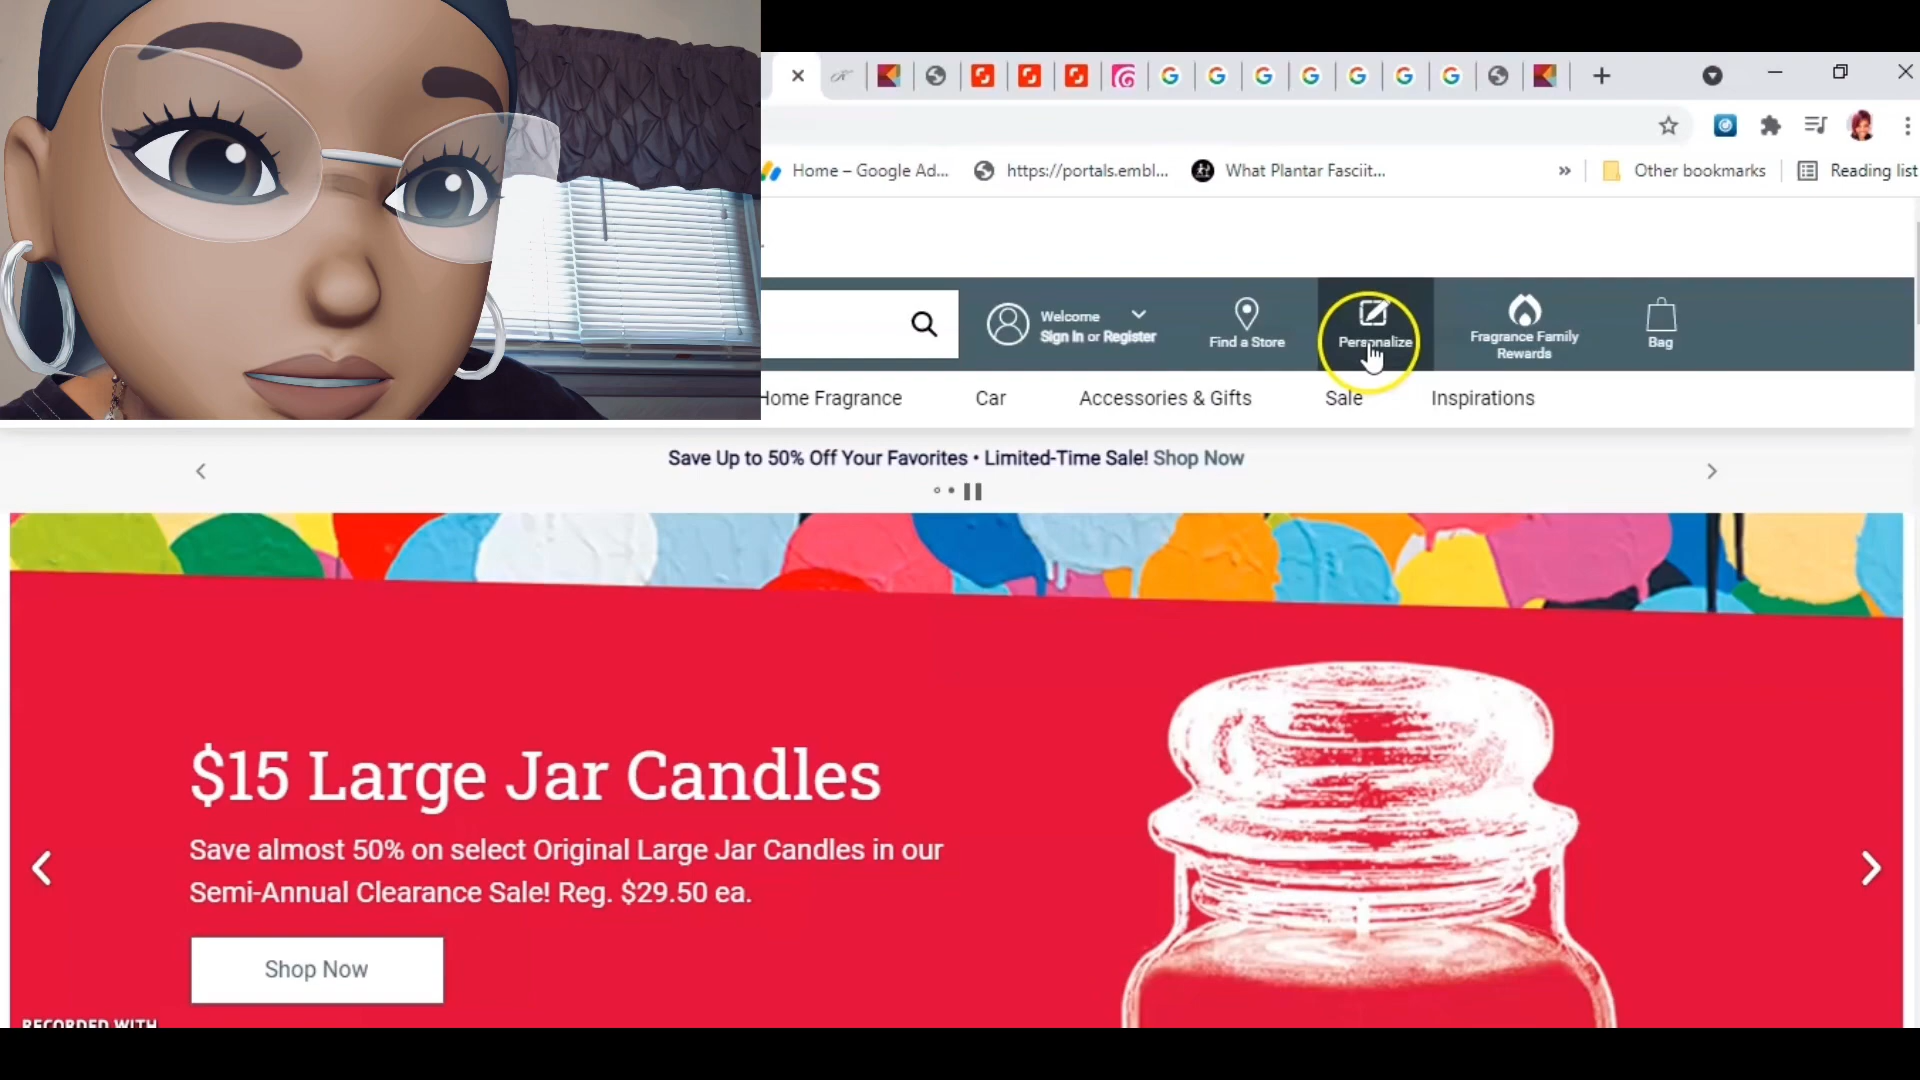 Home – Google Ad...
https://portals.embl...
What Plantar Fasciit...
»
Other bookmarks
Reading list
Welcome
Sign In or Register
Find a Store
Personalize
Fragrance Family
Rewards
Bag
Home Fragrance
Car
Accessories & Gifts
Sale
Inspirations
Save Up to 50% Off Your Favorites • Limited-Time Sale! Shop Now
$15 Large Jar Candles
Save almost 50% on select Original Large Jar Candles in our
Semi-Annual Clearance Sale! Reg. $29.50 ea.
Shop Now
RECORDED WITH